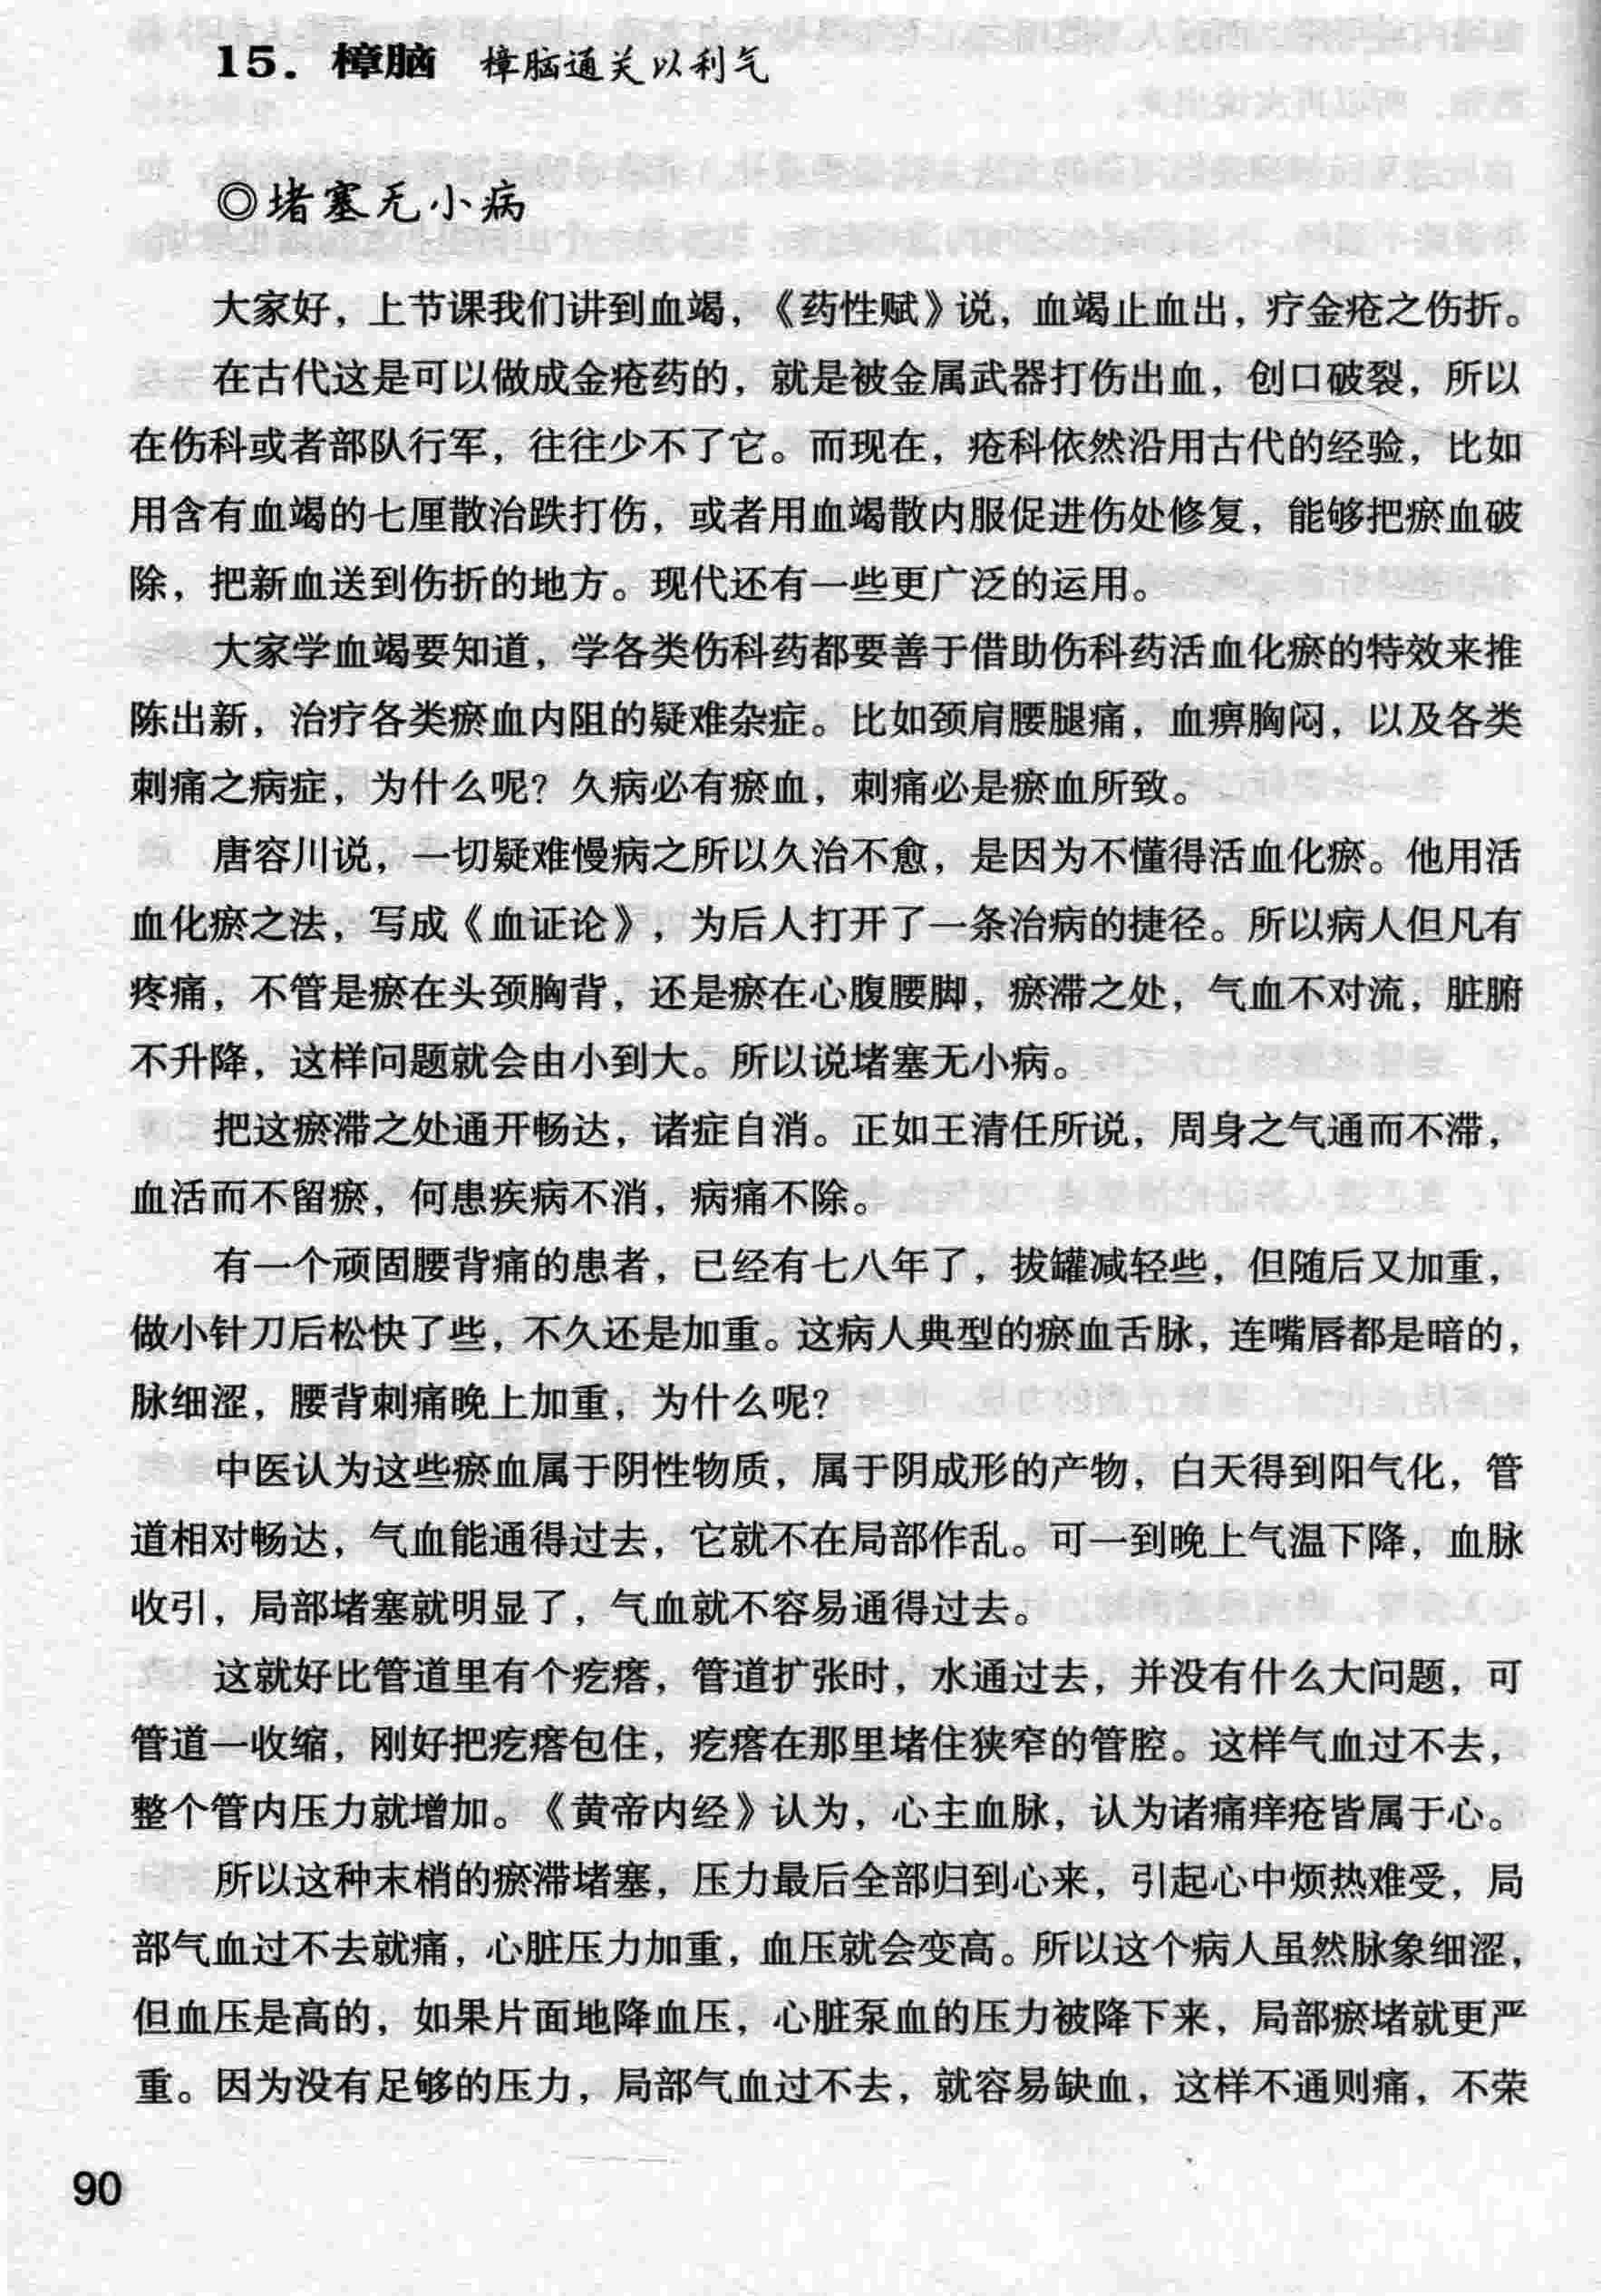 15. 樟脑 樟脑通关以利气
◎堵塞无小病
大家好，上节课我们讲到血竭，《药性赋》说，血竭止血出，疗金疮之伤折。
在古代这是可以做成金疮药的，就是被金属武器打伤出血，创口破裂，所以
在伤科或者部队行军，往往少不了它。而现在，疮科依然沿用古代的经验，比如
用含有血竭的七厘散治跌打伤，或者用血竭散内服促进伤处修复，能够把瘀血破
除，把新血送到伤折的地方。现代还有一些更广泛的运用。
大家学血竭要知道，学各类伤科药都要善于借助伤科药活血化瘀的特效来推
陈出新，治疗各类瘀血内阻的疑难杂症。比如颈肩腰腿痛，血痹胸闷，以及各类
刺痛之病症，为什么呢？久病必有瘀血，刺痛必是瘀血所致。
唐容川说，一切疑难慢病之所以久治不愈，是因为不懂得活血化瘀。他用活
血化瘀之法，写成《血证论》，为后人打开了一条治病的捷径。所以病人但凡有
疼痛，不管是瘀在头颈胸背，还是瘀在心腹腰脚，瘀滞之处，气血不对流，脏腑
不升降，这样问题就会由小到大。所以说堵塞无小病。
把这瘀滞之处通开畅达，诸症自消。正如王清任所说，周身之气通而不滞，
血活而不留瘀，何患疾病不消，病痛不除。
有一个顽固腰背痛的患者，已经有七八年了，拔罐减轻些，但随后又加重，
做小针刀后松快了些，不久还是加重。这病人典型的瘀血舌脉，连嘴唇都是暗的，
脉细涩，腰背刺痛晚上加重，为什么呢？
中医认为这些瘀血属于阴性物质，属于阴成形的产物，白天得到阳气化，管
道相对畅达，气血能通得过去，它就不在局部作乱。可一到晚上气温下降，血脉
收引，局部堵塞就明显了，气血就不容易通得过去。
这就好比管道里有个疙瘩，管道扩张时，水通过去，并没有什么大问题，可
管道一收缩，刚好把疙瘩包住，疙瘩在那里堵住狭窄的管腔。这样气血过不去，
整个管内压力就增加。《黄帝内经》认为，心主血脉，认为诸痛痒疮皆属于心。
所以这种末梢的瘀滞堵塞，压力最后全部归到心来，引起心中烦热难受，局
部气血过不去就痛，心脏压力加重，血压就会变高。所以这个病人虽然脉象细涩，
但血压是高的，如果片面地降血压，心脏泵血的压力被降下来，局部瘀堵就更严
重。因为没有足够的压力，局部气血过不去，就容易缺血，这样不通则痛，不荣
90